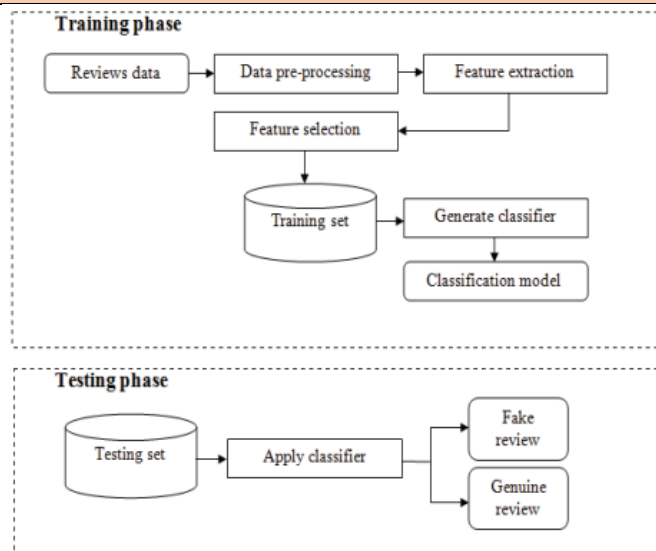 Training phase
Reviews data
Data pre-processing
Feature extraction
Feature selection
Training set
Generate classifier
Classification model
Testing phase
Testing set
Apply classifier
Fake
review
Genuine
review